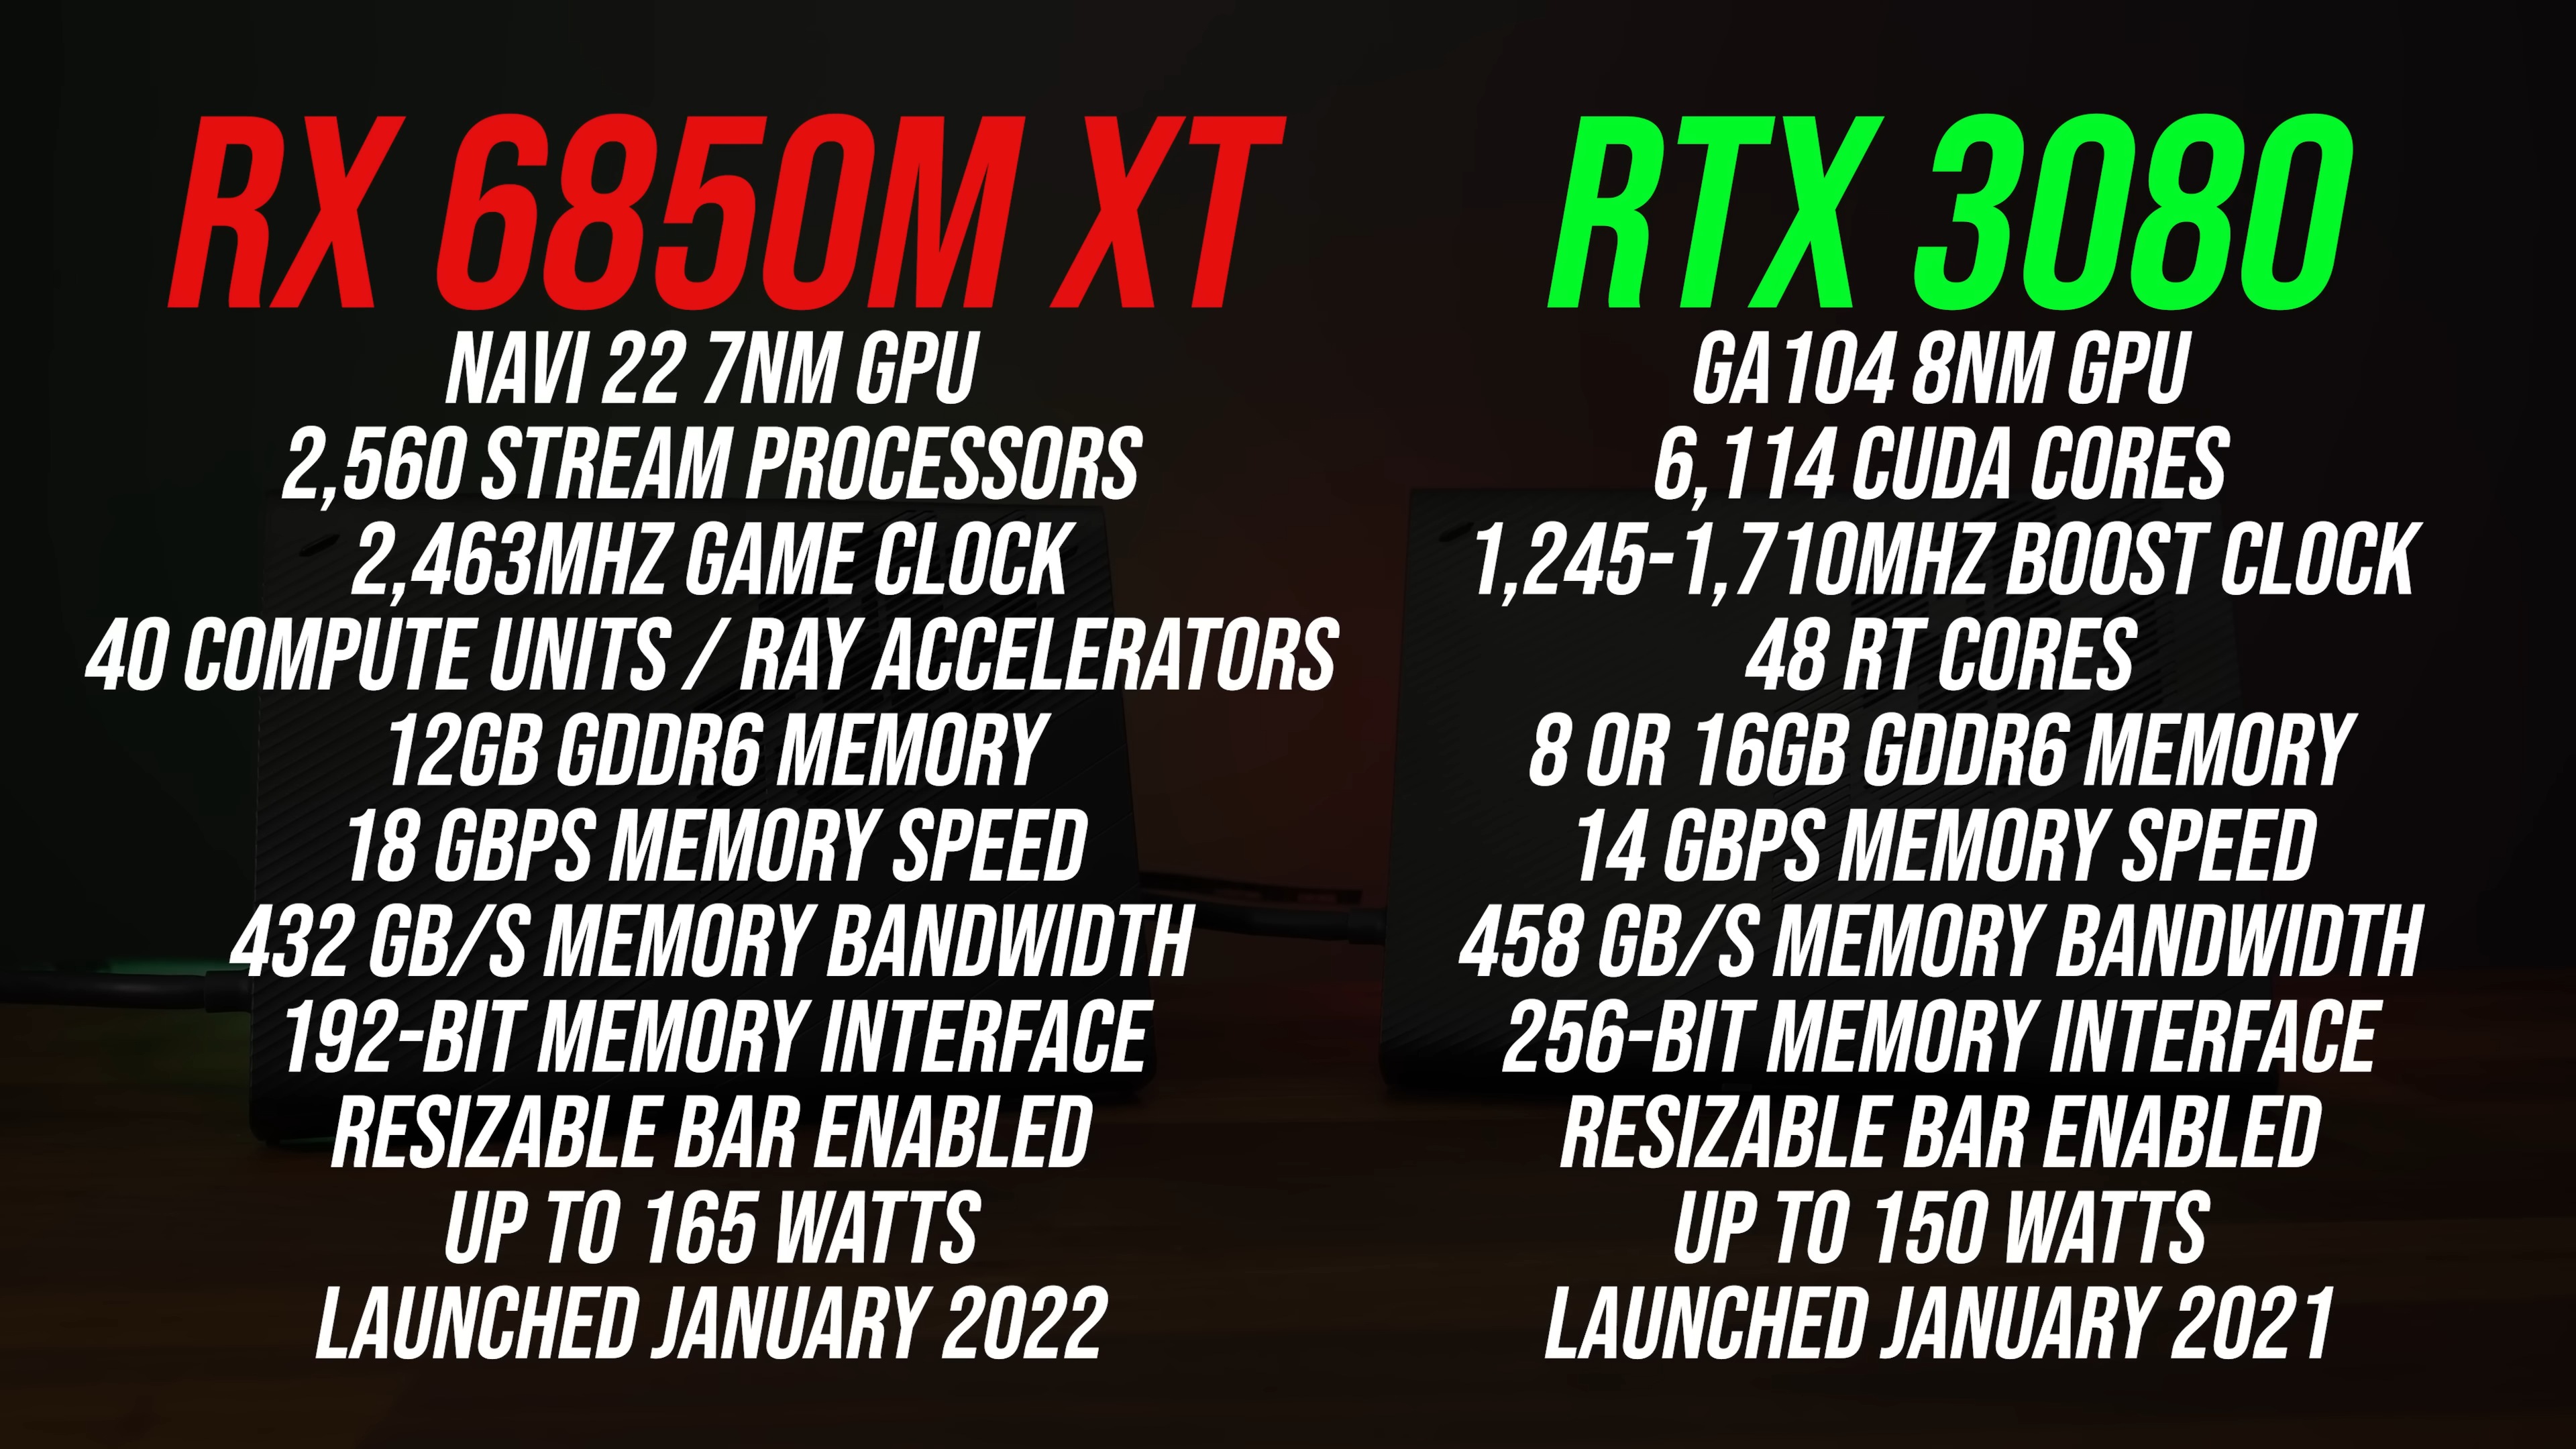 RX 6850M XT
NAVI 22 7NM GPU
2,560 STREAM PROCESSORS
2,463MHZ GAME CLOCK
40 COMPUTE UNITS / RAY ACCELERATORS
12GB GDDR6 MEMORY
18 GBPS MEMORY SPEED
432 GB/S MEMORY BANDWIDTH
192-BIT MEMORY INTERFACE
RESIZABLE BAR ENABLED
UP TO 165 WATTS
LAUNCHED JANUARY 2022
RTX 3080
GA104 8NM GPU
6,114 CUDA CORES
1,245-1,710MHZ BOOST CLOCK
48 RT CORES
8 OR 16GB GDDR6 MEMORY
14 GBPS MEMORY SPEED
458 GB/S MEMORY BANDWIDTH
256-BIT MEMORY INTERFACE
RESIZABLE BAR ENABLED
UP TO 150 WATTS
LAUNCHED JANUARY 2021